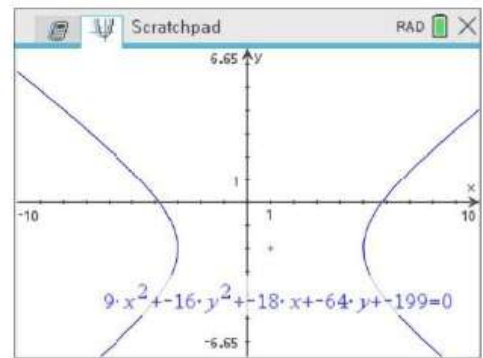 Scratchpad RAD
6.65 y
1
x
-10 1 10
9·x²+-16·y²+-18·x+-64·y+-199=0
-6.65